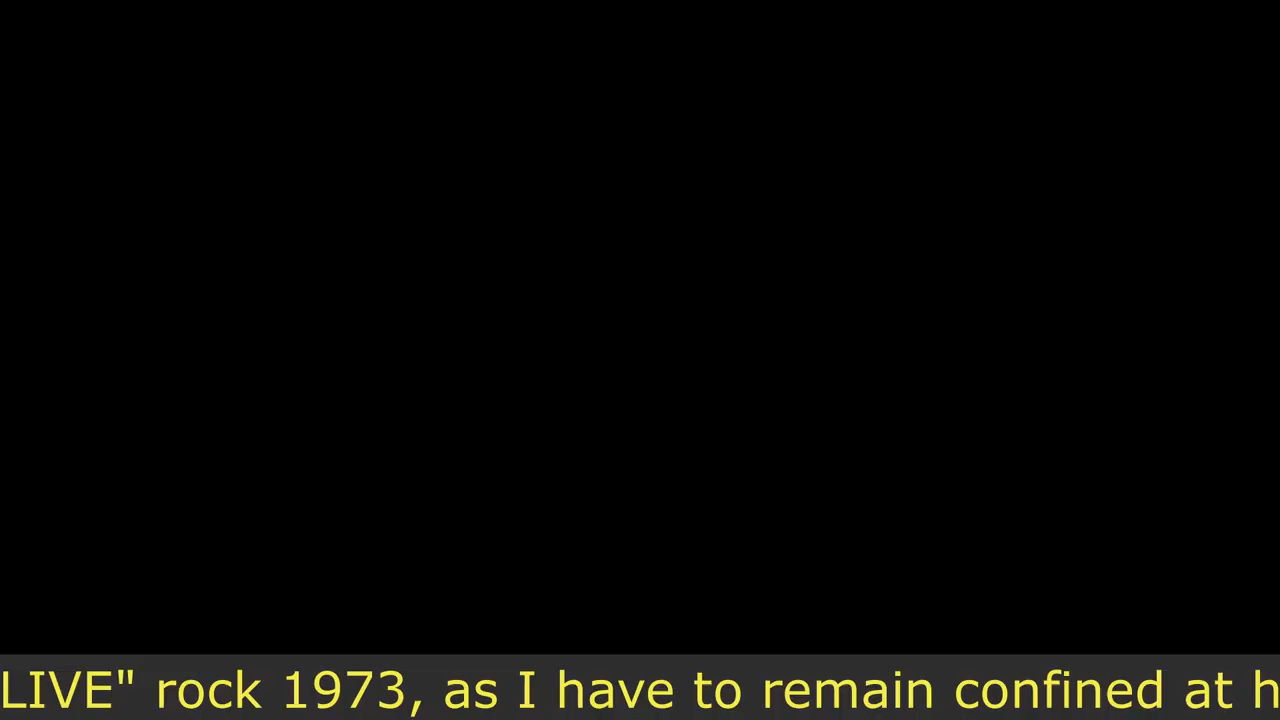 LIVE" rock 1973, as I have to remain confined at h